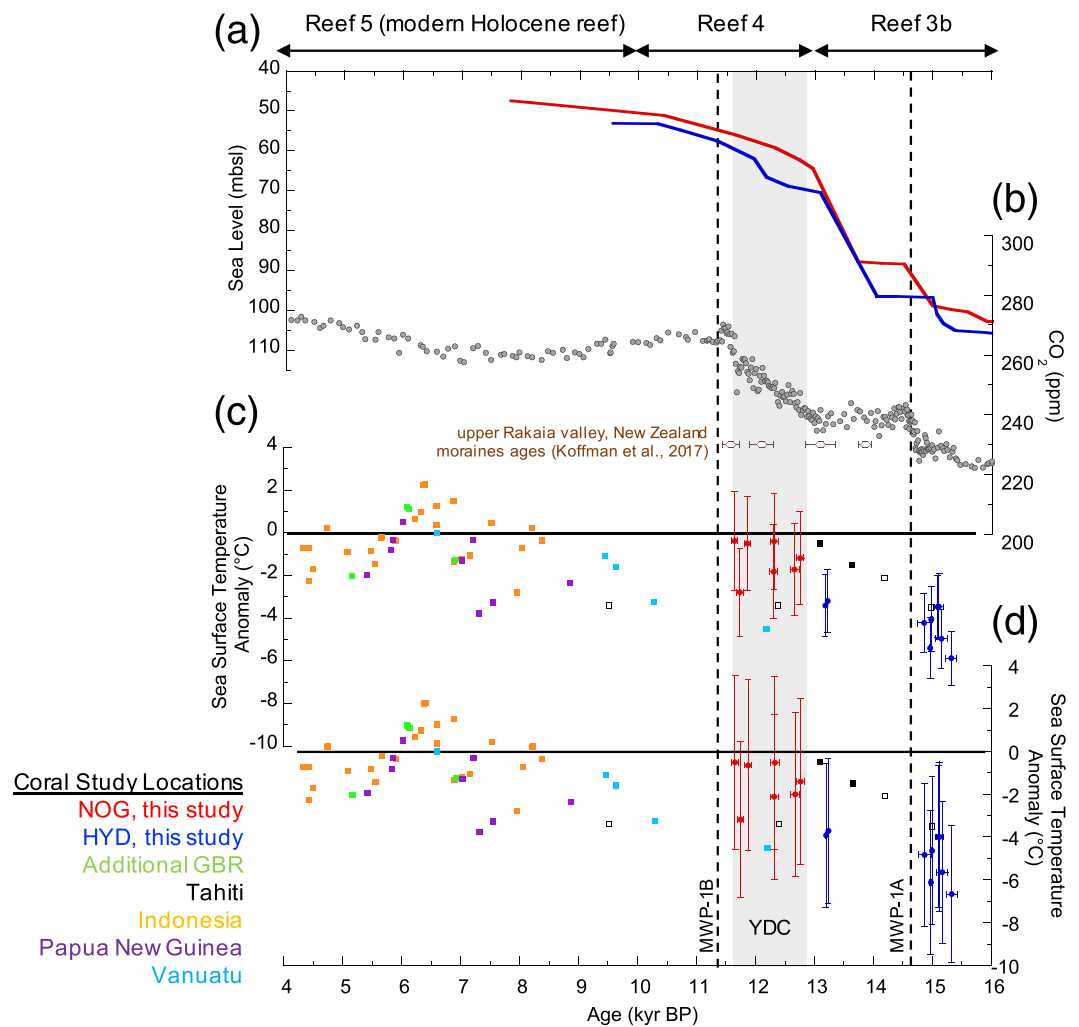 (a)
Reef 5 (modern Holocene reef)
Reef 4
Reef 3b
40
50
60
70
80
90
100
110
Sea Level (mbsl)
(b)
300
280
260
240
220
200
CO2 (ppm)
(c)
upper Rakaia valley, New Zealand
moraines ages (Koffman et al., 2017)
4
2
0
-2
-4
-6
-8
-10
Sea Surface Temperature
Anomaly (°C)
(d)
4
2
0
-2
-4
-6
-8
-10
Sea Surface Temperature
Anomaly (°C)
Coral Study Locations
NOG, this study
HYD, this study
Additional GBR
Tahiti
Indonesia
Papua New Guinea
Vanuatu
MWP-1B
YDC
MWP-1A
4 5 6 7 8 9 10 11 12 13 14 15 16
Age (kyr BP)